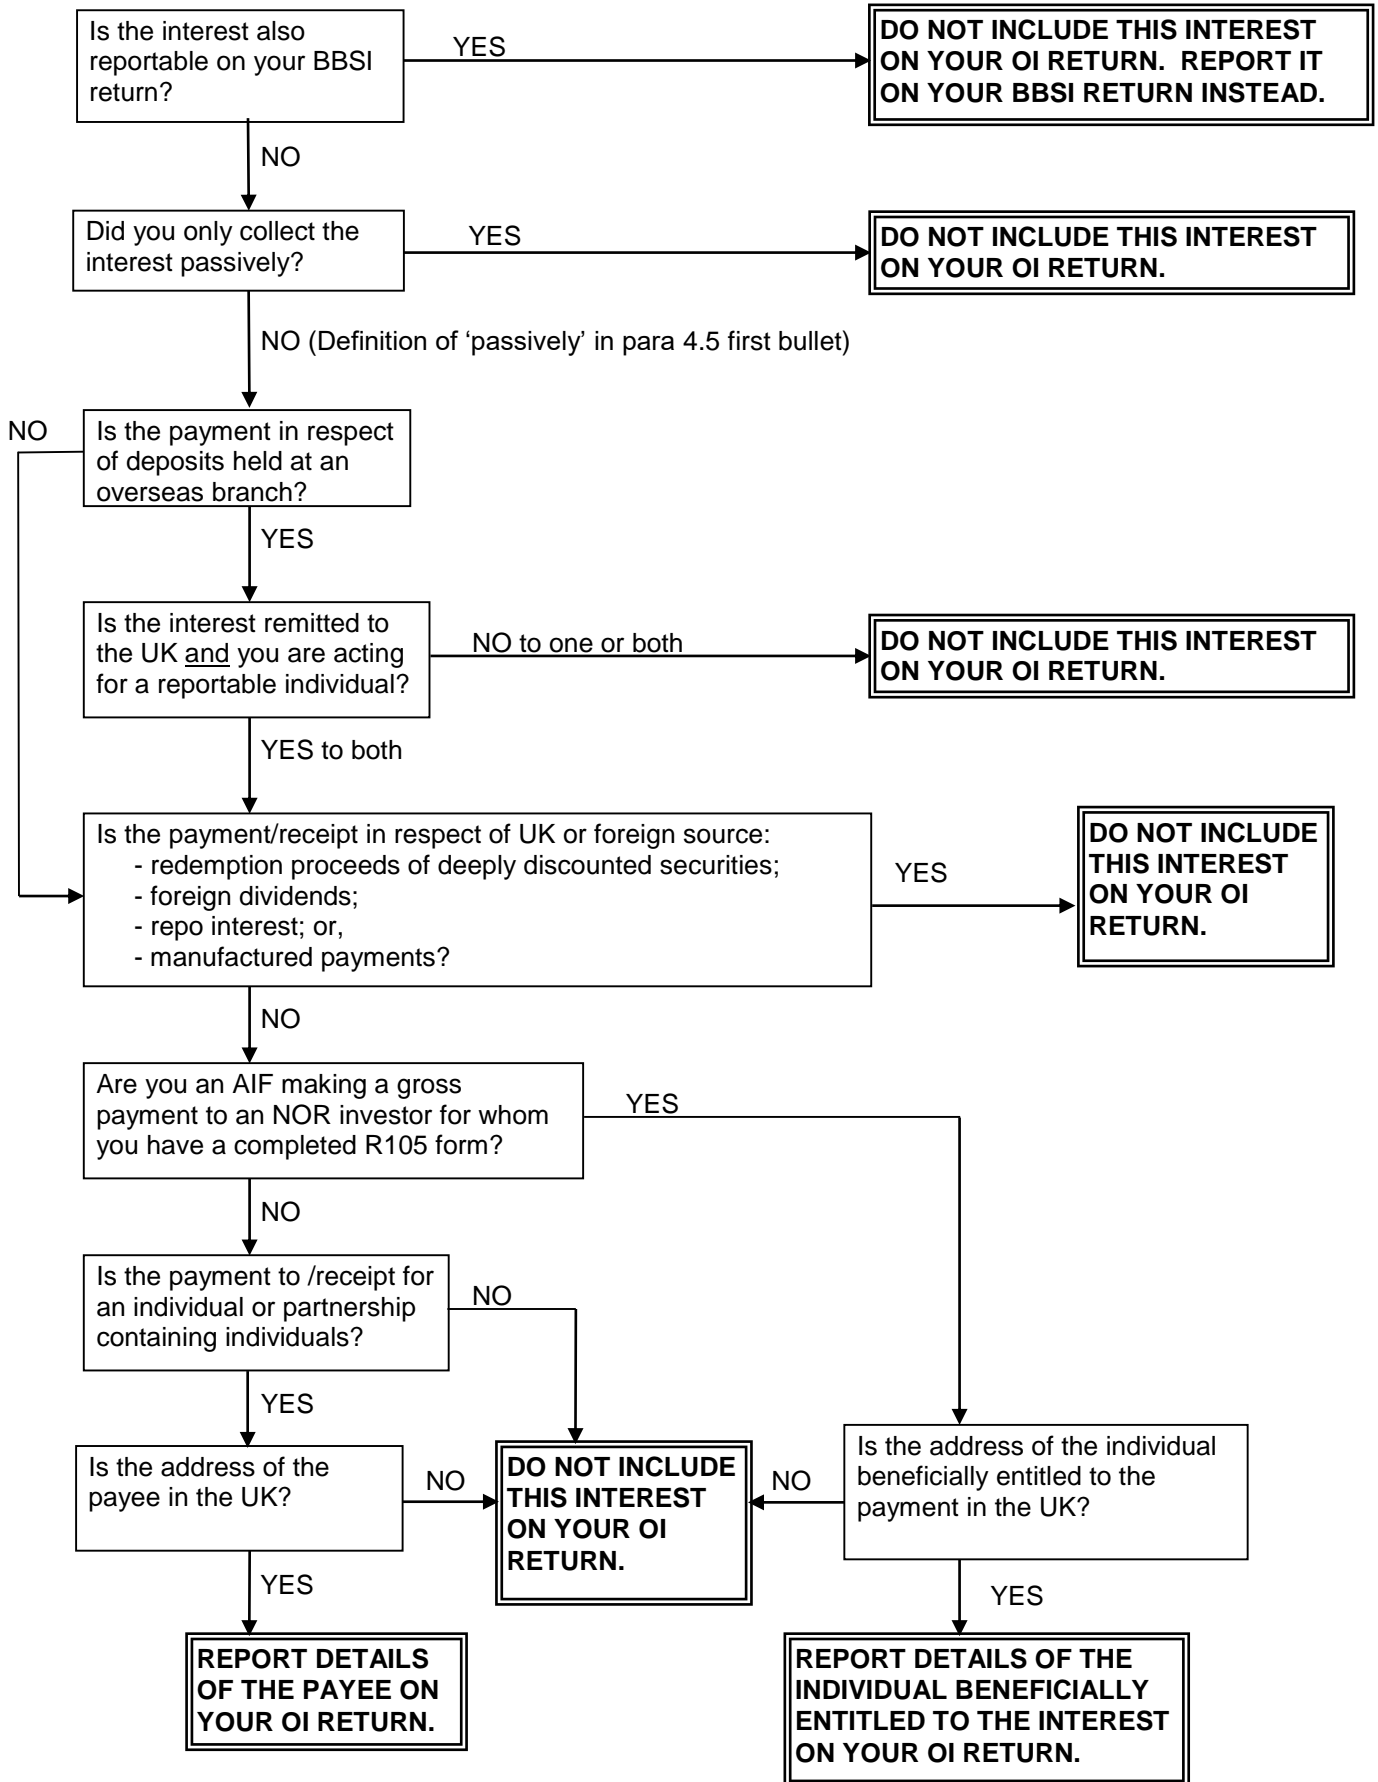 Is the interest also
reportable on your BBSI
return?
YES
DO NOT INCLUDE THIS INTEREST
ON YOUR OI RETURN.  REPORT IT
ON YOUR BBSI RETURN INSTEAD.
NO
Did you only collect the
interest passively?
YES
DO NOT INCLUDE THIS INTEREST
ON YOUR OI RETURN.
NO (Definition of ‘passively’ in para 4.5 first bullet)
NO
Is the payment in respect
of deposits held at an
overseas branch?
YES
Is the interest remitted to
the UK and you are acting
for a reportable individual?
NO to one or both
DO NOT INCLUDE THIS INTEREST
ON YOUR OI RETURN.
YES to both
Is the payment/receipt in respect of UK or foreign source:
- redemption proceeds of deeply discounted securities;
- foreign dividends;
- repo interest; or,
- manufactured payments?
YES
DO NOT INCLUDE
THIS INTEREST
ON YOUR OI
RETURN.
NO
Are you an AIF making a gross
payment to an NOR investor for whom
you have a completed R105 form?
YES
NO
Is the payment to /receipt for
an individual or partnership
containing individuals?
NO
YES
Is the address of the
payee in the UK?
NO
DO NOT INCLUDE
THIS INTEREST
ON YOUR OI
RETURN.
NO
Is the address of the individual
beneficially entitled to the
payment in the UK?
YES
YES
REPORT DETAILS
OF THE PAYEE ON
YOUR OI RETURN.
REPORT DETAILS OF THE
INDIVIDUAL BENEFICIALLY
ENTITLED TO THE INTEREST
ON YOUR OI RETURN.